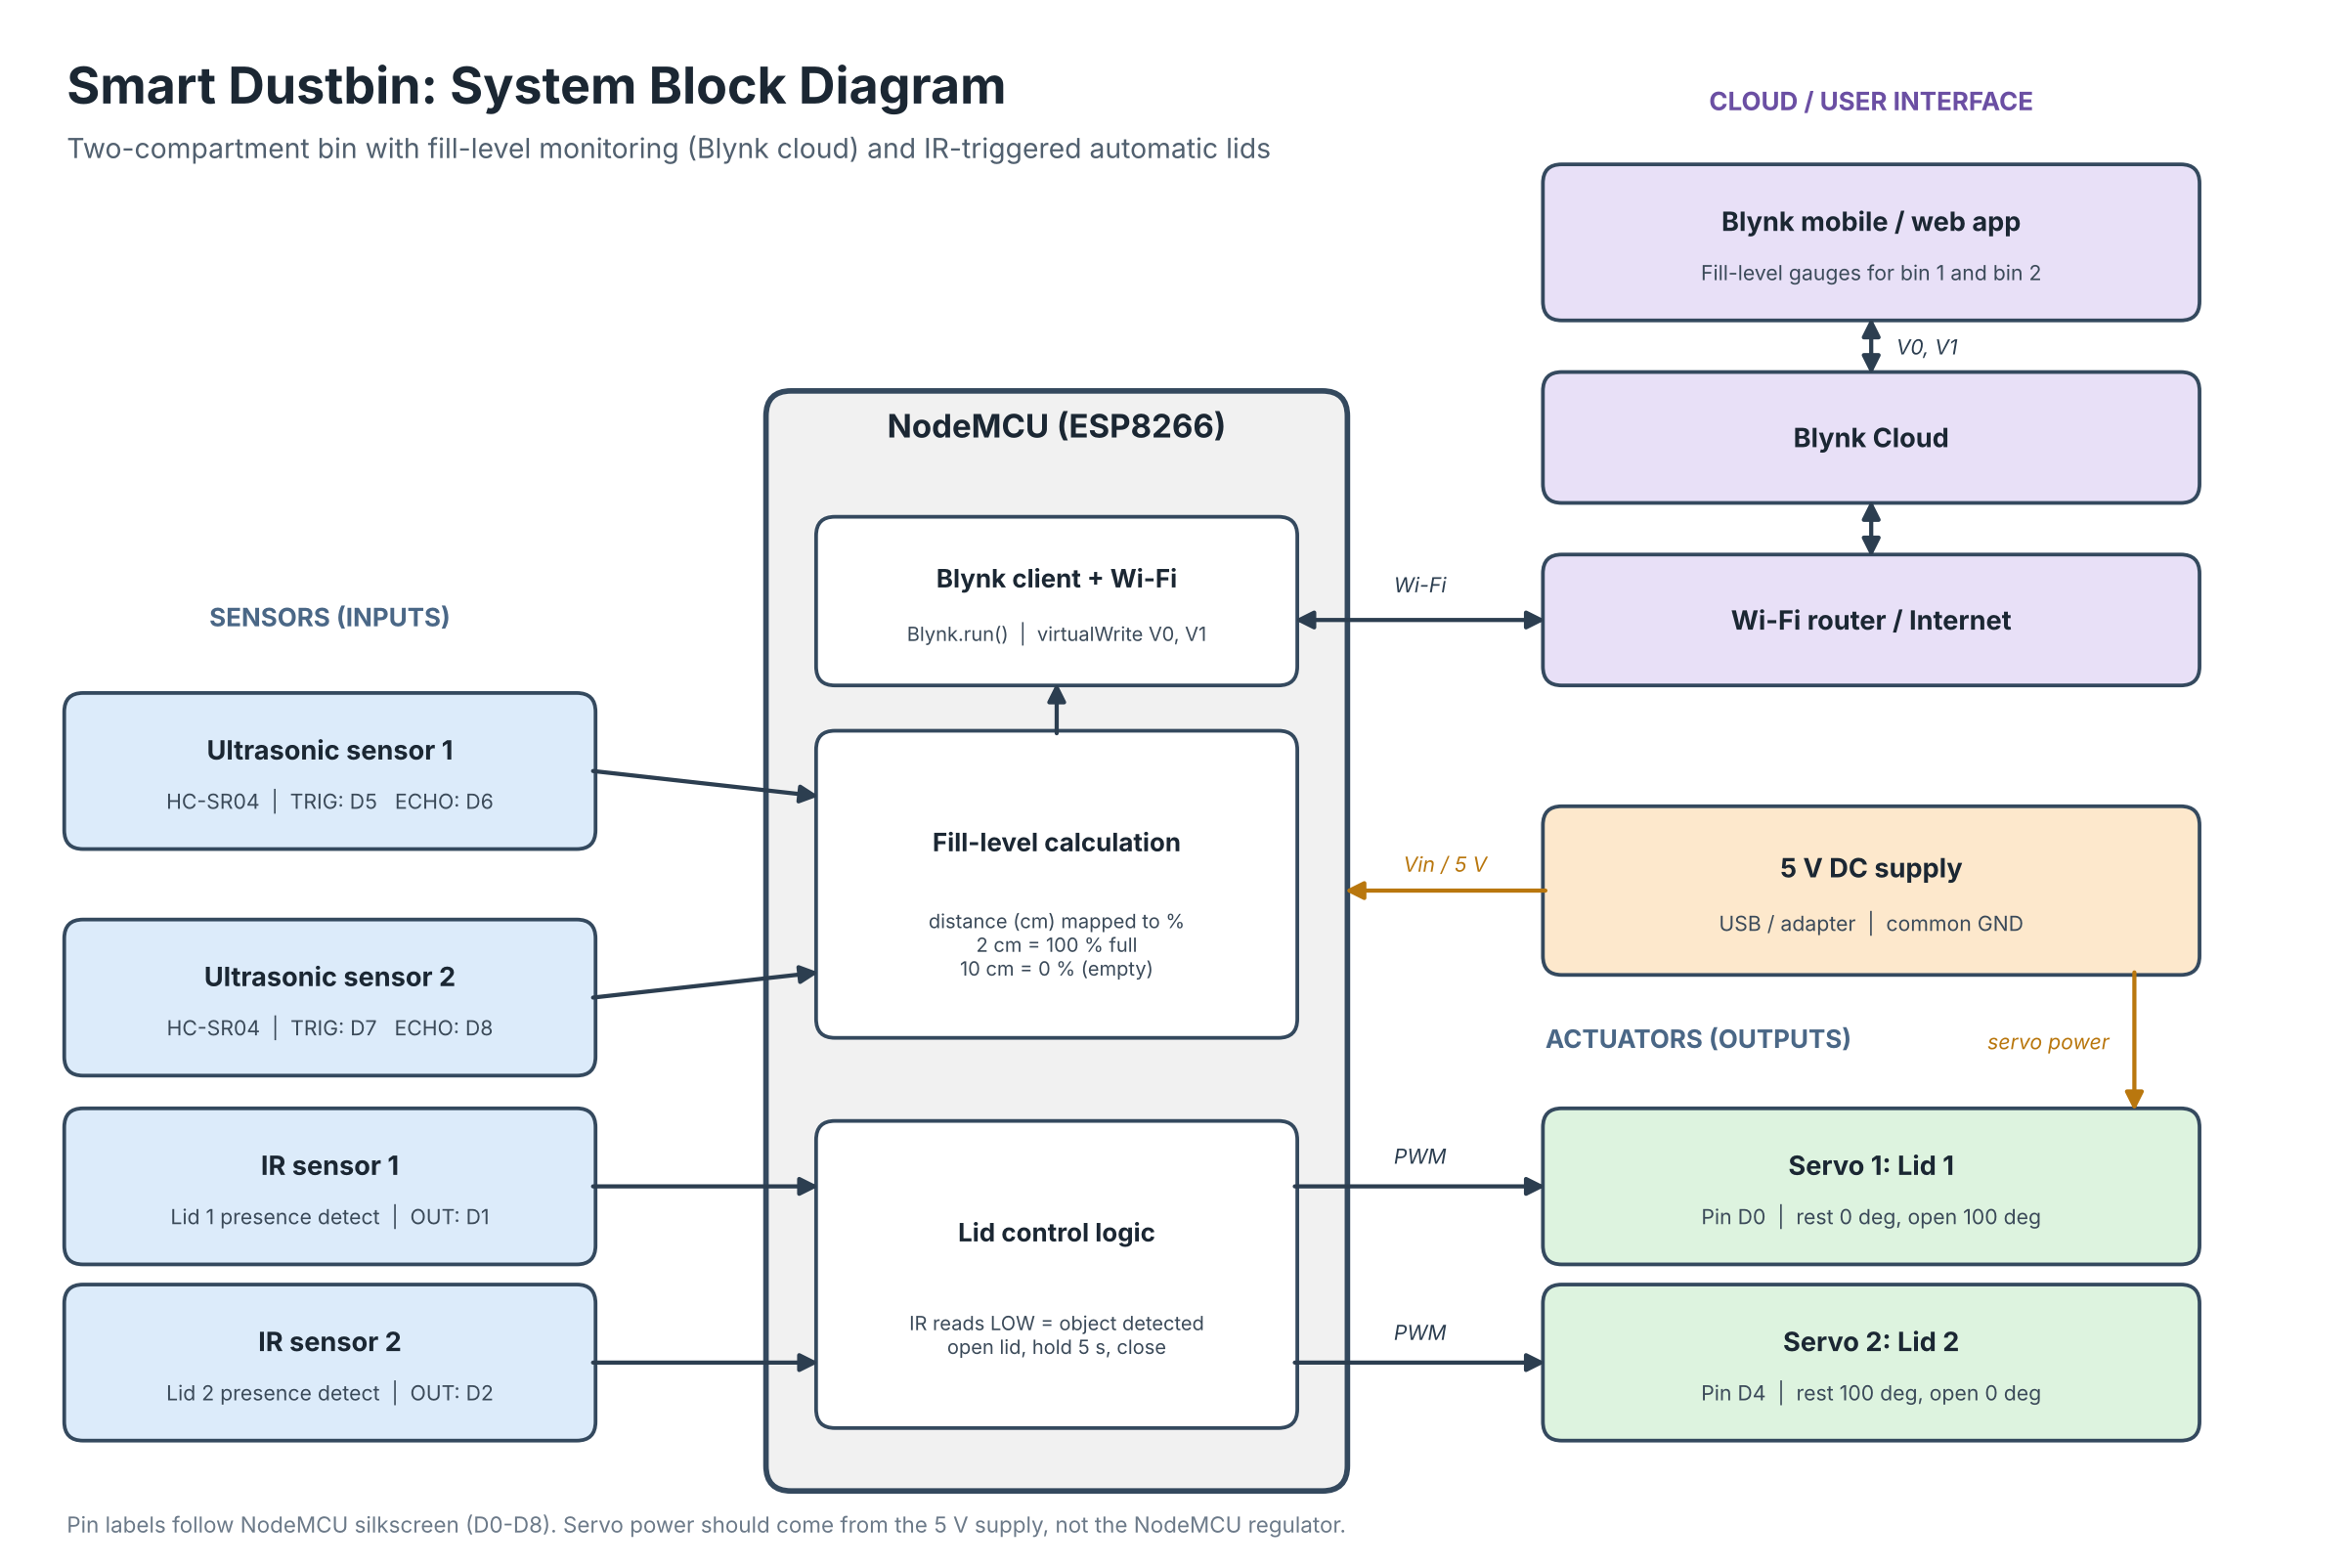 Smart Dustbin: System Block Diagram
Two-compartment bin with fill-level monitoring (Blynk cloud) and IR-triggered automatic lids
CLOUD / USER INTERFACE
Blynk mobile / web app
Fill-level gauges for bin 1 and bin 2
V0, V1
Blynk Cloud
Wi-Fi router / Internet
NodeMCU (ESP8266)
Blynk client + Wi-Fi
Blynk.run() | virtualWrite V0, V1
Wi-Fi
SENSORS (INPUTS)
Ultrasonic sensor 1
HC-SR04 | TRIG: D5 ECHO: D6
Ultrasonic sensor 2
HC-SR04 | TRIG: D7 ECHO: D8
IR sensor 1
Lid 1 presence detect | OUT: D1
IR sensor 2
Lid 2 presence detect | OUT: D2
Fill-level calculation
distance (cm) mapped to %
2 cm = 100 % full
10 cm = 0 % (empty)
Lid control logic
IR reads LOW = object detected
open lid, hold 5 s, close
Vin / 5 V
5 V DC supply
USB / adapter | common GND
ACTUATORS (OUTPUTS)
servo power
PWM
Servo 1: Lid 1
Pin D0 | rest 0 deg, open 100 deg
PWM
Servo 2: Lid 2
Pin D4 | rest 100 deg, open 0 deg
Pin labels follow NodeMCU silkscreen (D0-D8). Servo power should come from the 5 V supply, not the NodeMCU regulator.